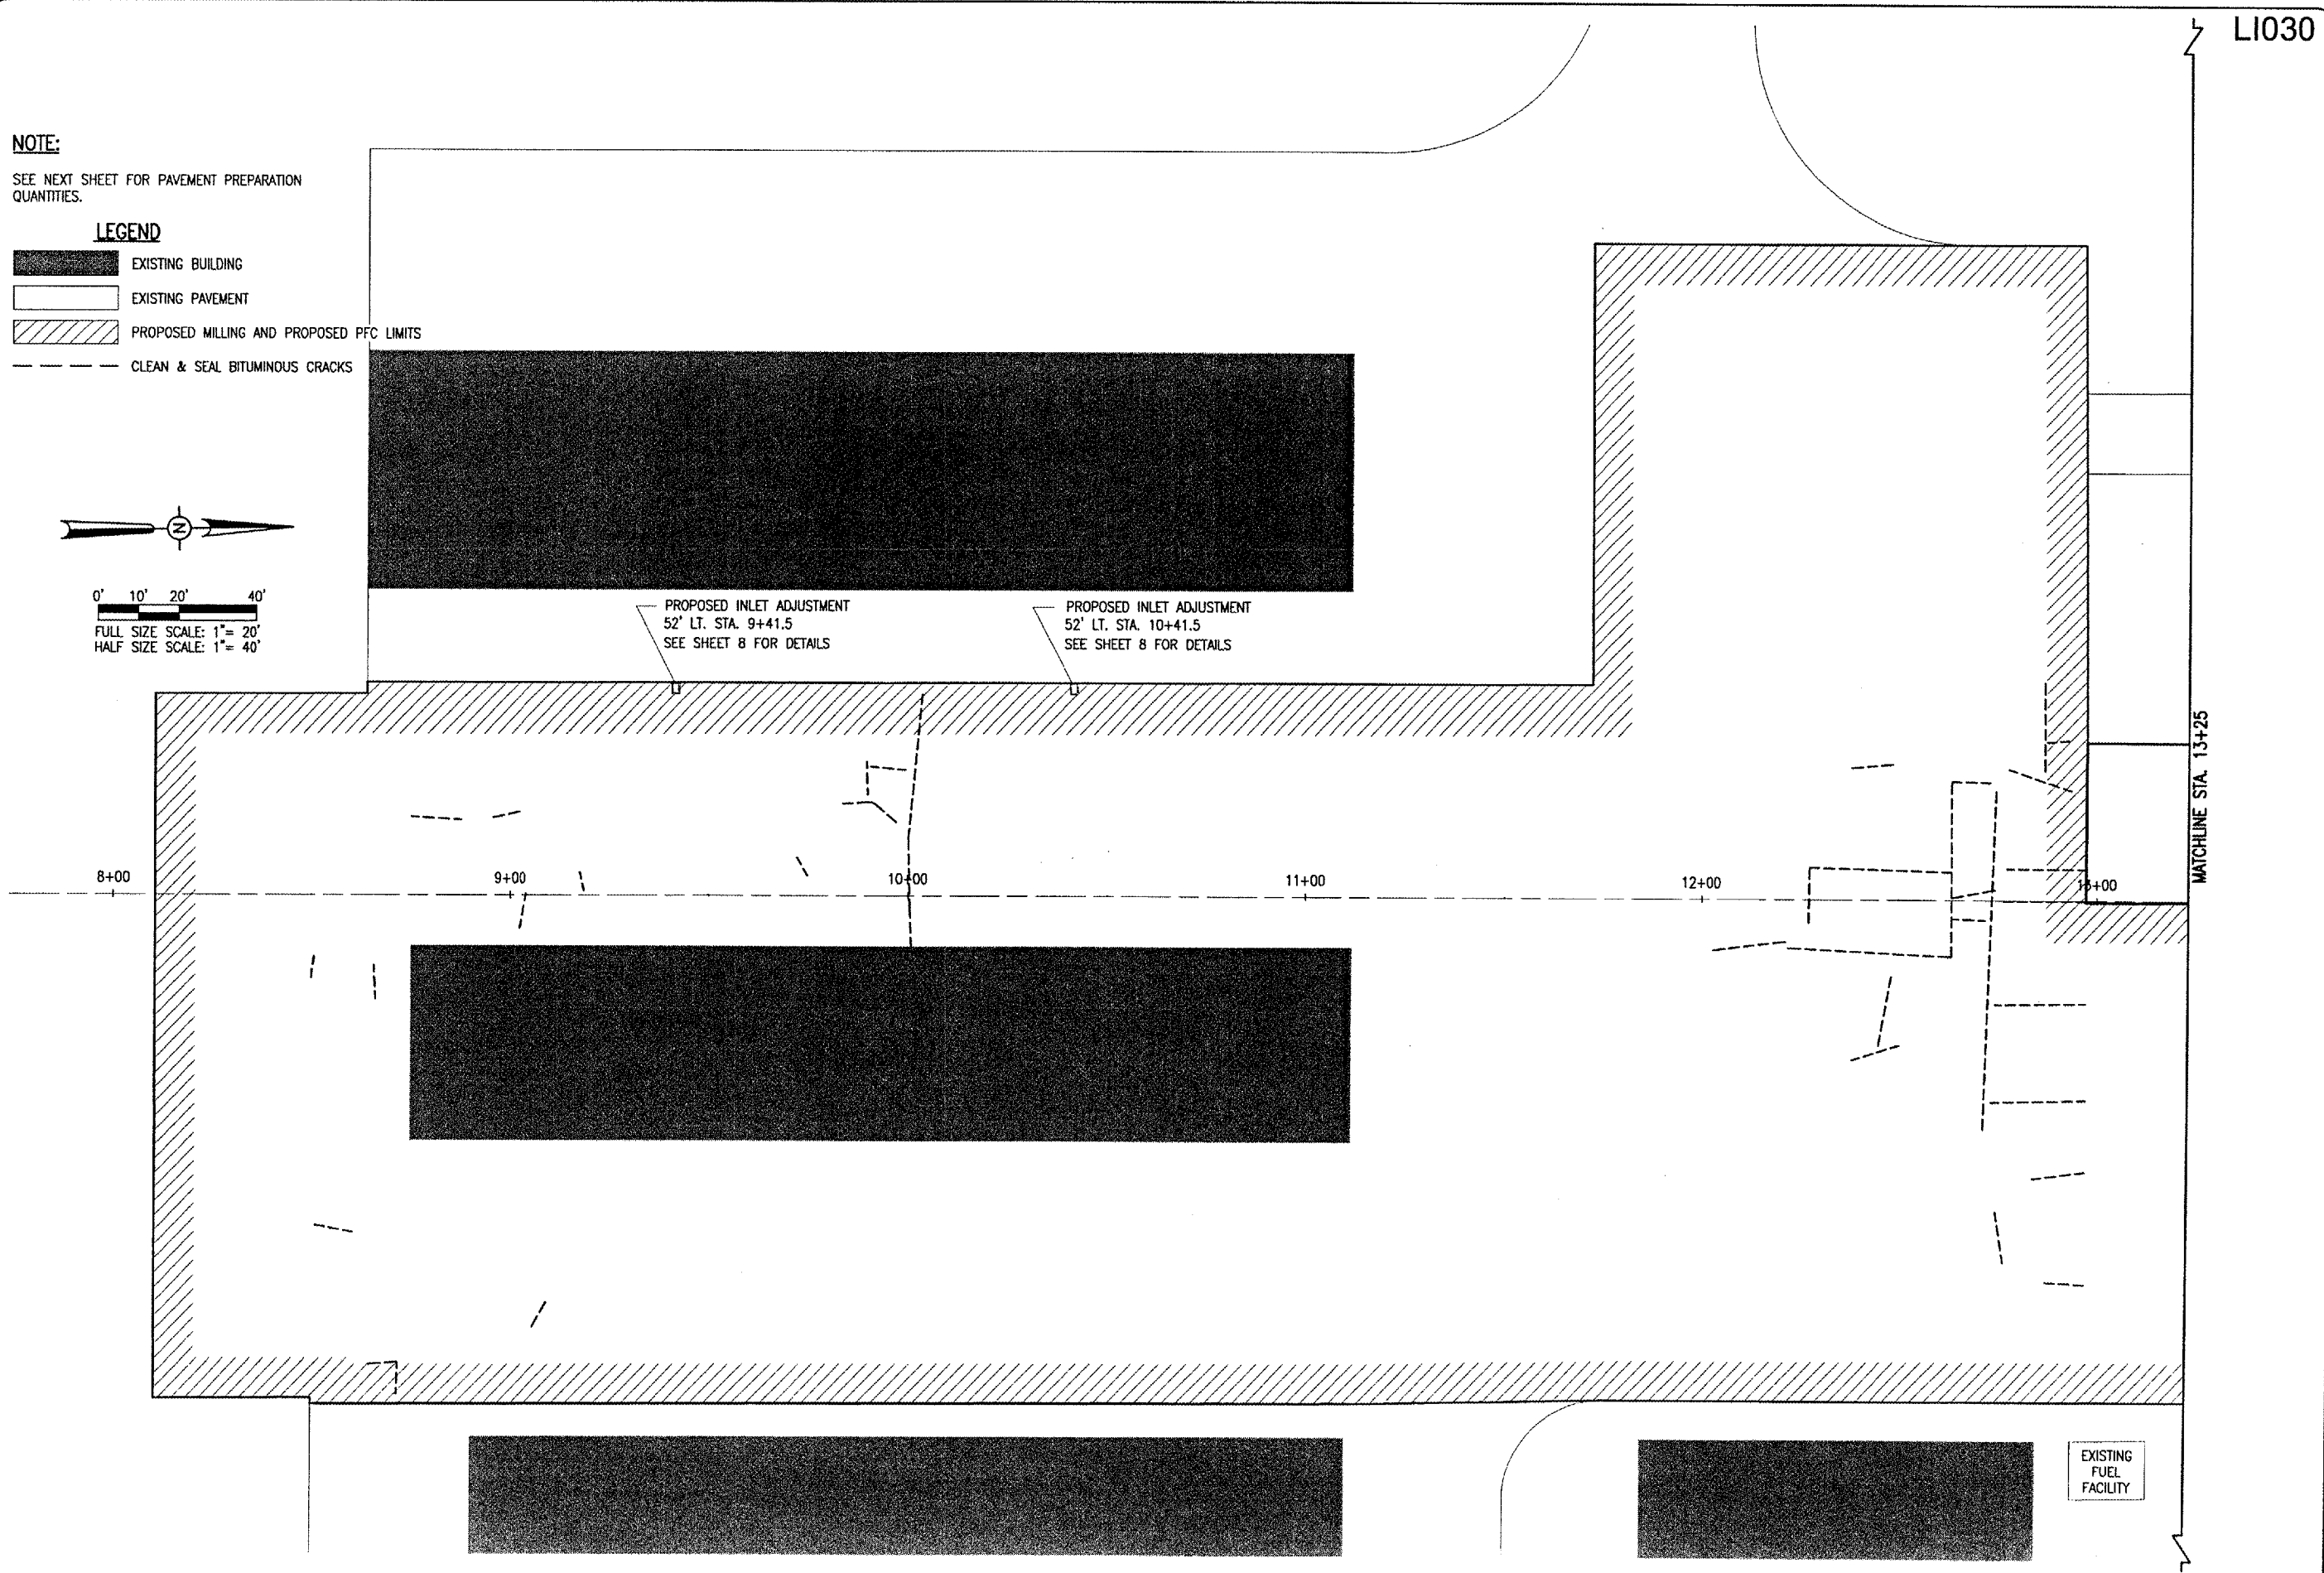 LI030
NOTE:
SEE NEXT SHEET FOR PAVEMENT PREPARATION
QUANTITIES.
LEGEND
EXISTING BUILDING
EXISTING PAVEMENT
PROPOSED MILLING AND PROPOSED PFC LIMITS
CLEAN & SEAL BITUMINOUS CRACKS
N
0' 10' 20' 40'
FULL SIZE SCALE: 1"= 20'
HALF SIZE SCALE: 1"= 40'
PROPOSED INLET ADJUSTMENT
52' LT. STA. 9+41.5
SEE SHEET 8 FOR DETAILS
PROPOSED INLET ADJUSTMENT
52' LT. STA. 10+41.5
SEE SHEET 8 FOR DETAILS
8+00 9+00 10+00 11+00 12+00 13+00
MATCHLINE STA. 13+25
EXISTING
FUEL
FACILITY